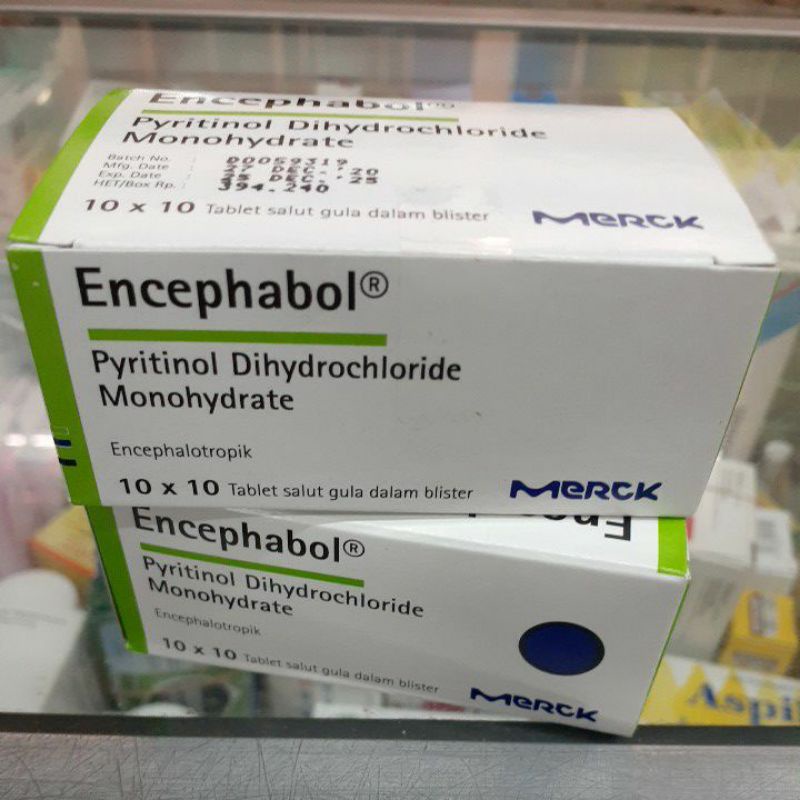 Encephabol®
Pyritinol Dihydrochloride
Monohydrate
Batch No. :
Mfg. Date :
Exp. Date :
HET/Box Rp. :
10 x 10 Tablet salut gula dalam blister
MERCK
Encephabol®
Pyritinol Dihydrochloride
Monohydrate
Encephalotropik
10 x 10 Tablet salut gula dalam blister
MERCK
Encephabol®
Pyritinol Dihydrochloride
Monohydrate
Encephalotropik
10 x 10 Tablet salut gula dalam blister
MERCK